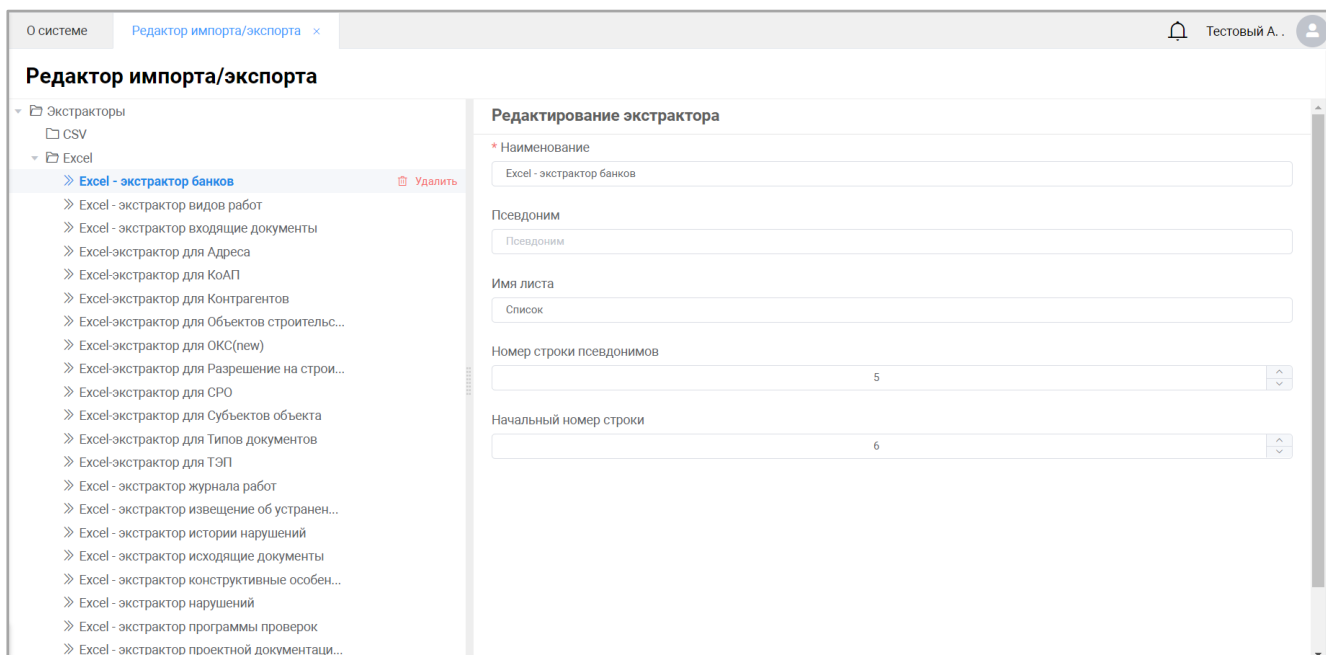 О системе
Редактор импорта/экспорта ×
Тестовый А. .
Редактор импорта/экспорта
Экстракторы
CSV
Excel
Excel - экстрактор банков
Удалить
Excel - экстрактор видов работ
Excel - экстрактор входящие документы
Excel-экстрактор для Адреса
Excel-экстрактор для КоАП
Excel-экстрактор для Контрагентов
Excel-экстрактор для Объектов строительс...
Excel-экстрактор для ОКС(new)
Excel-экстрактор для Разрешение на строи...
Excel-экстрактор для СРО
Excel-экстрактор для Субъектов объекта
Excel-экстрактор для Типов документов
Excel-экстрактор для ТЭП
Excel - экстрактор журнала работ
Excel - экстрактор извещение об устранен...
Excel - экстрактор истории нарушений
Excel - экстрактор исходящие документы
Excel - экстрактор конструктивные особен...
Excel - экстрактор нарушений
Excel - экстрактор программы проверок
Excel - экстрактор проектной документаци...
Редактирование экстрактора
* Наименование
Excel - экстрактор банков
Псевдоним
Псевдоним
Имя листа
Список
Номер строки псевдонимов
5
Начальный номер строки
6